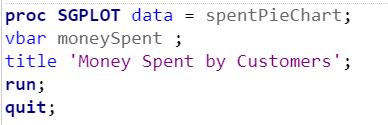 proc SGPLOT data = spentPieChart;
vbar moneySpent ;
title 'Money Spent by Customers';
run;
quit;